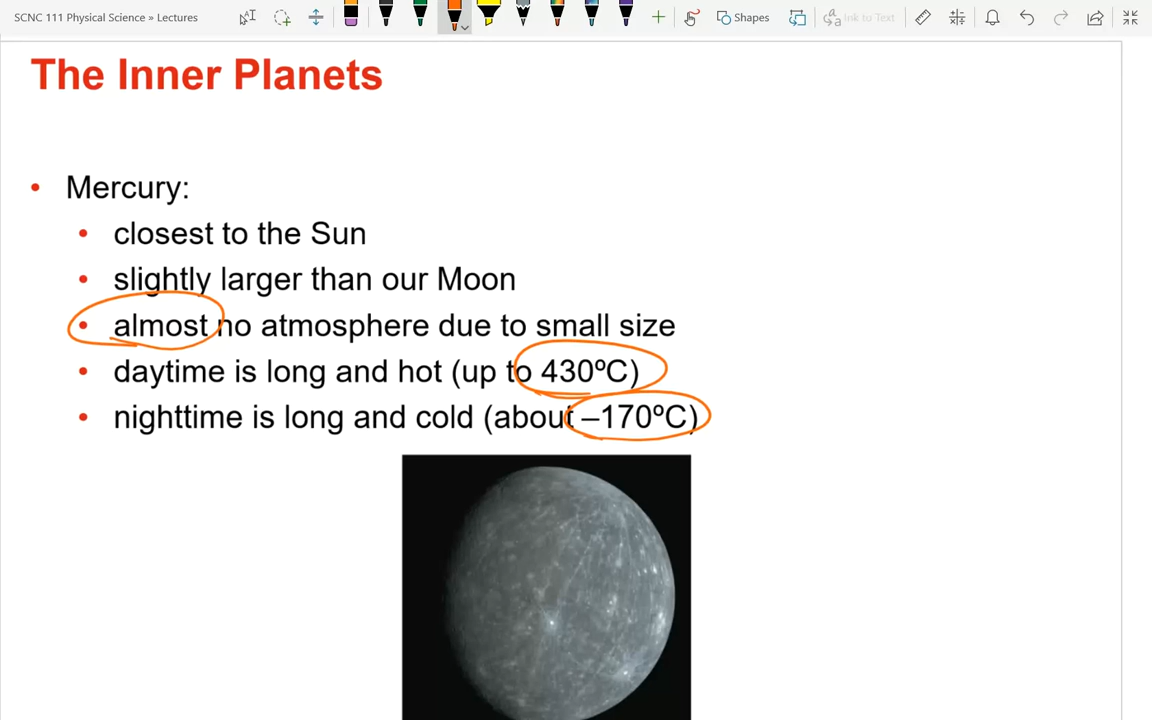 SCNC 111 Physical Science » Lectures
Shapes
Link to Text
The Inner Planets
• Mercury:
• closest to the Sun
• slightly larger than our Moon
• almost no atmosphere due to small size
• daytime is long and hot (up to 430ºC)
• nighttime is long and cold (about –170ºC)